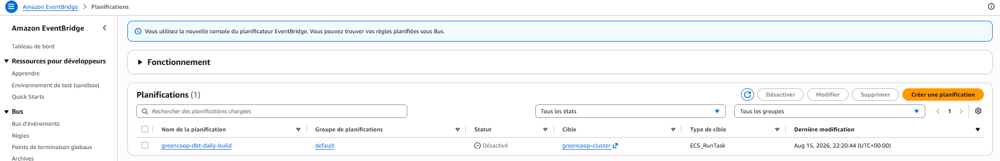 Amazon EventBridge > Planifications
Amazon EventBridge
Tableau de bord
Ressources pour développeurs
Apprendre
Environnement de test (sandbox)
Quick Starts
Bus
Bus d'événements
Règles
Points de terminaison globaux
Archives
Vous utilisez la nouvelle console du planificateur EventBridge. Vous pouvez trouver vos règles planifiées sous Bus.
Fonctionnement
Planifications (1)
Désactiver Modifier Supprimer Créer une planification
Rechercher des planifications chargées Tous les états Tous les groupes 1
Nom de la planification Groupe de planifications Statut Cible Type de cible Dernière modification
greencoop-dbt-daily-build default Désactivé greencoop-cluster ECS_RunTask Aug 15, 2026, 22:20:44 (UTC+00:00)